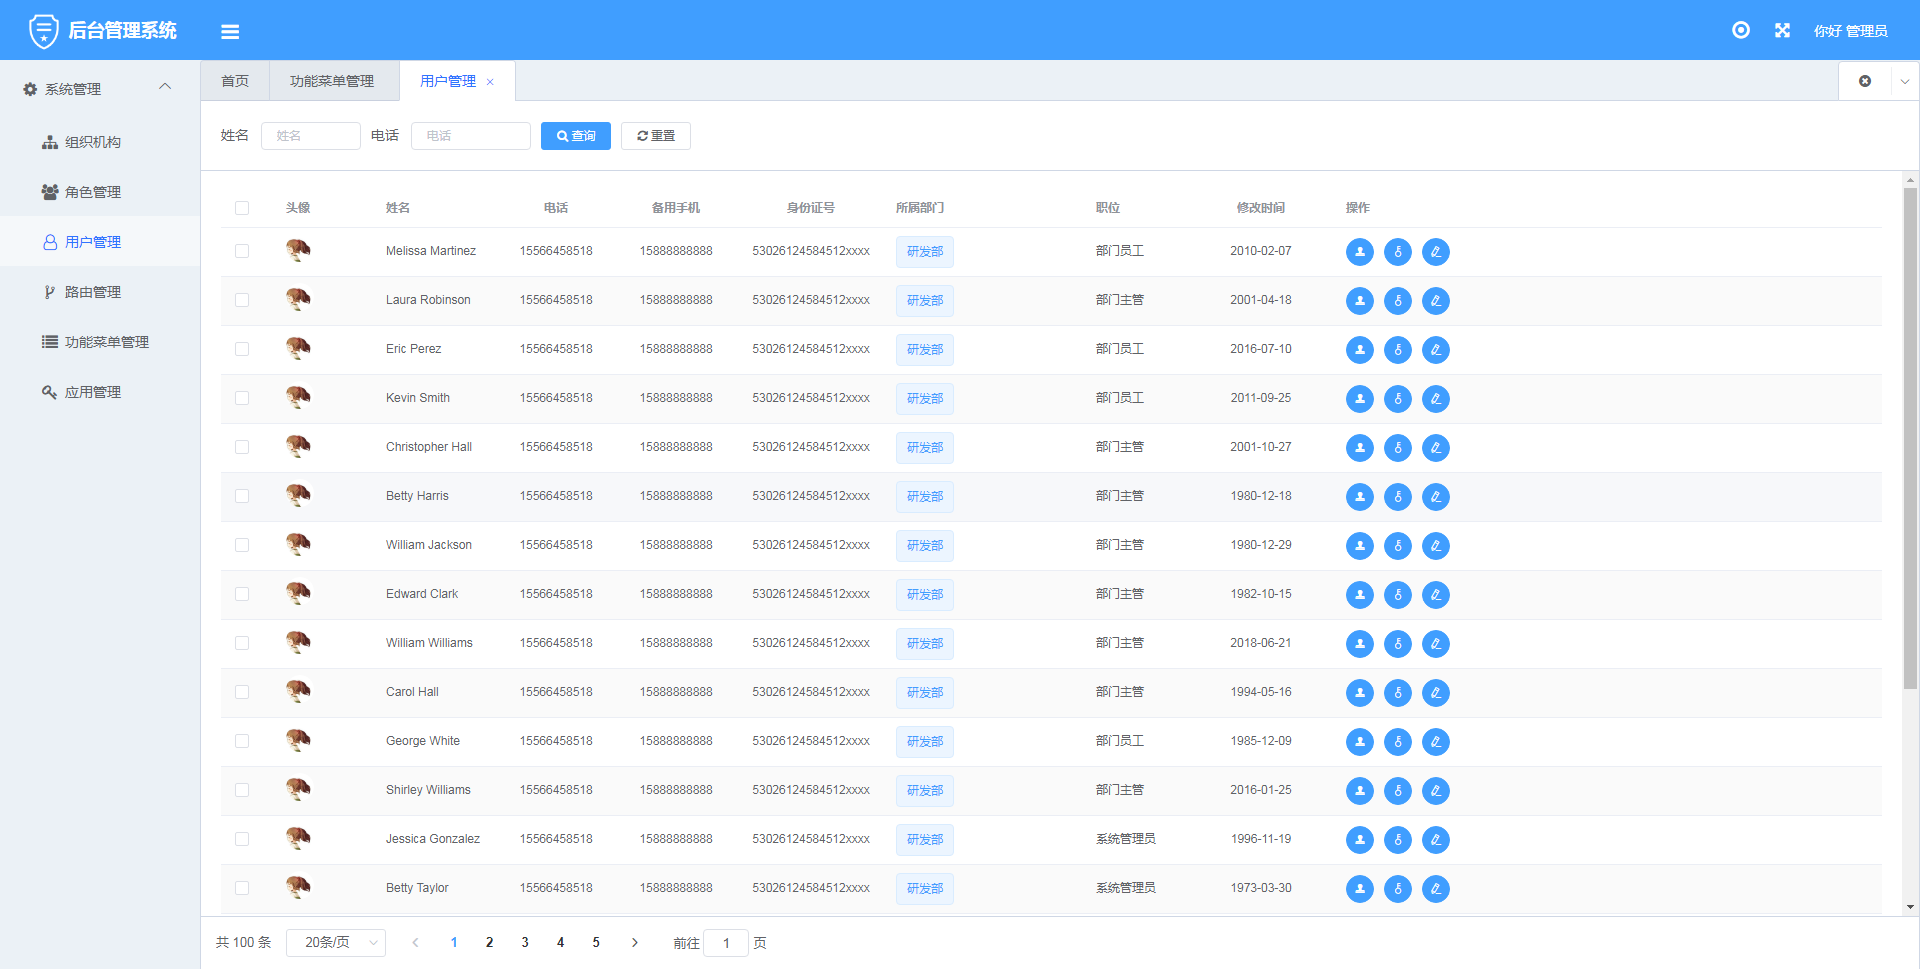 后台管理系统
你好 管理员
系统管理
组织机构
角色管理
用户管理
路由管理
功能菜单管理
应用管理
首页 功能菜单管理 用户管理
姓名 姓名 电话 电话 查询 重置
头像 姓名 电话 备用手机 身份证号 所属部门 职位 修改时间 操作
Melissa Martinez 15566458518 15888888888 53026124584512xxxx 研发部 部门员工 2010-02-07
Laura Robinson 15566458518 15888888888 53026124584512xxxx 研发部 部门主管 2001-04-18
Eric Perez 15566458518 15888888888 53026124584512xxxx 研发部 部门员工 2016-07-10
Kevin Smith 15566458518 15888888888 53026124584512xxxx 研发部 部门员工 2011-09-25
Christopher Hall 15566458518 15888888888 53026124584512xxxx 研发部 部门主管 2001-10-27
Betty Harris 15566458518 15888888888 53026124584512xxxx 研发部 部门主管 1980-12-18
William Jackson 15566458518 15888888888 53026124584512xxxx 研发部 部门主管 1980-12-29
Edward Clark 15566458518 15888888888 53026124584512xxxx 研发部 部门主管 1982-10-15
William Williams 15566458518 15888888888 53026124584512xxxx 研发部 部门主管 2018-06-21
Carol Hall 15566458518 15888888888 53026124584512xxxx 研发部 部门主管 1994-05-16
George White 15566458518 15888888888 53026124584512xxxx 研发部 部门员工 1985-12-09
Shirley Williams 15566458518 15888888888 53026124584512xxxx 研发部 部门主管 2016-01-25
Jessica Gonzalez 15566458518 15888888888 53026124584512xxxx 研发部 系统管理员 1996-11-19
Betty Taylor 15566458518 15888888888 53026124584512xxxx 研发部 系统管理员 1973-03-30
共 100 条 20条/页 1 2 3 4 5 前往 1 页